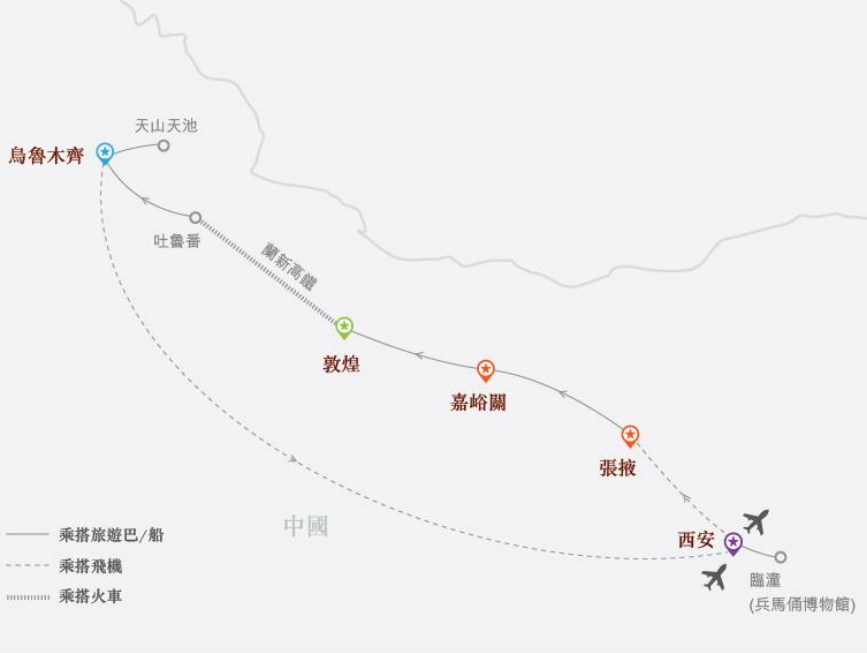 天山天池
烏魯木齊
吐魯番
蘭新高鐵
敦煌
嘉峪關
張掖
中國
西安
臨潼
(兵馬俑博物館)
乘搭旅遊巴/船
乘搭飛機
乘搭火車